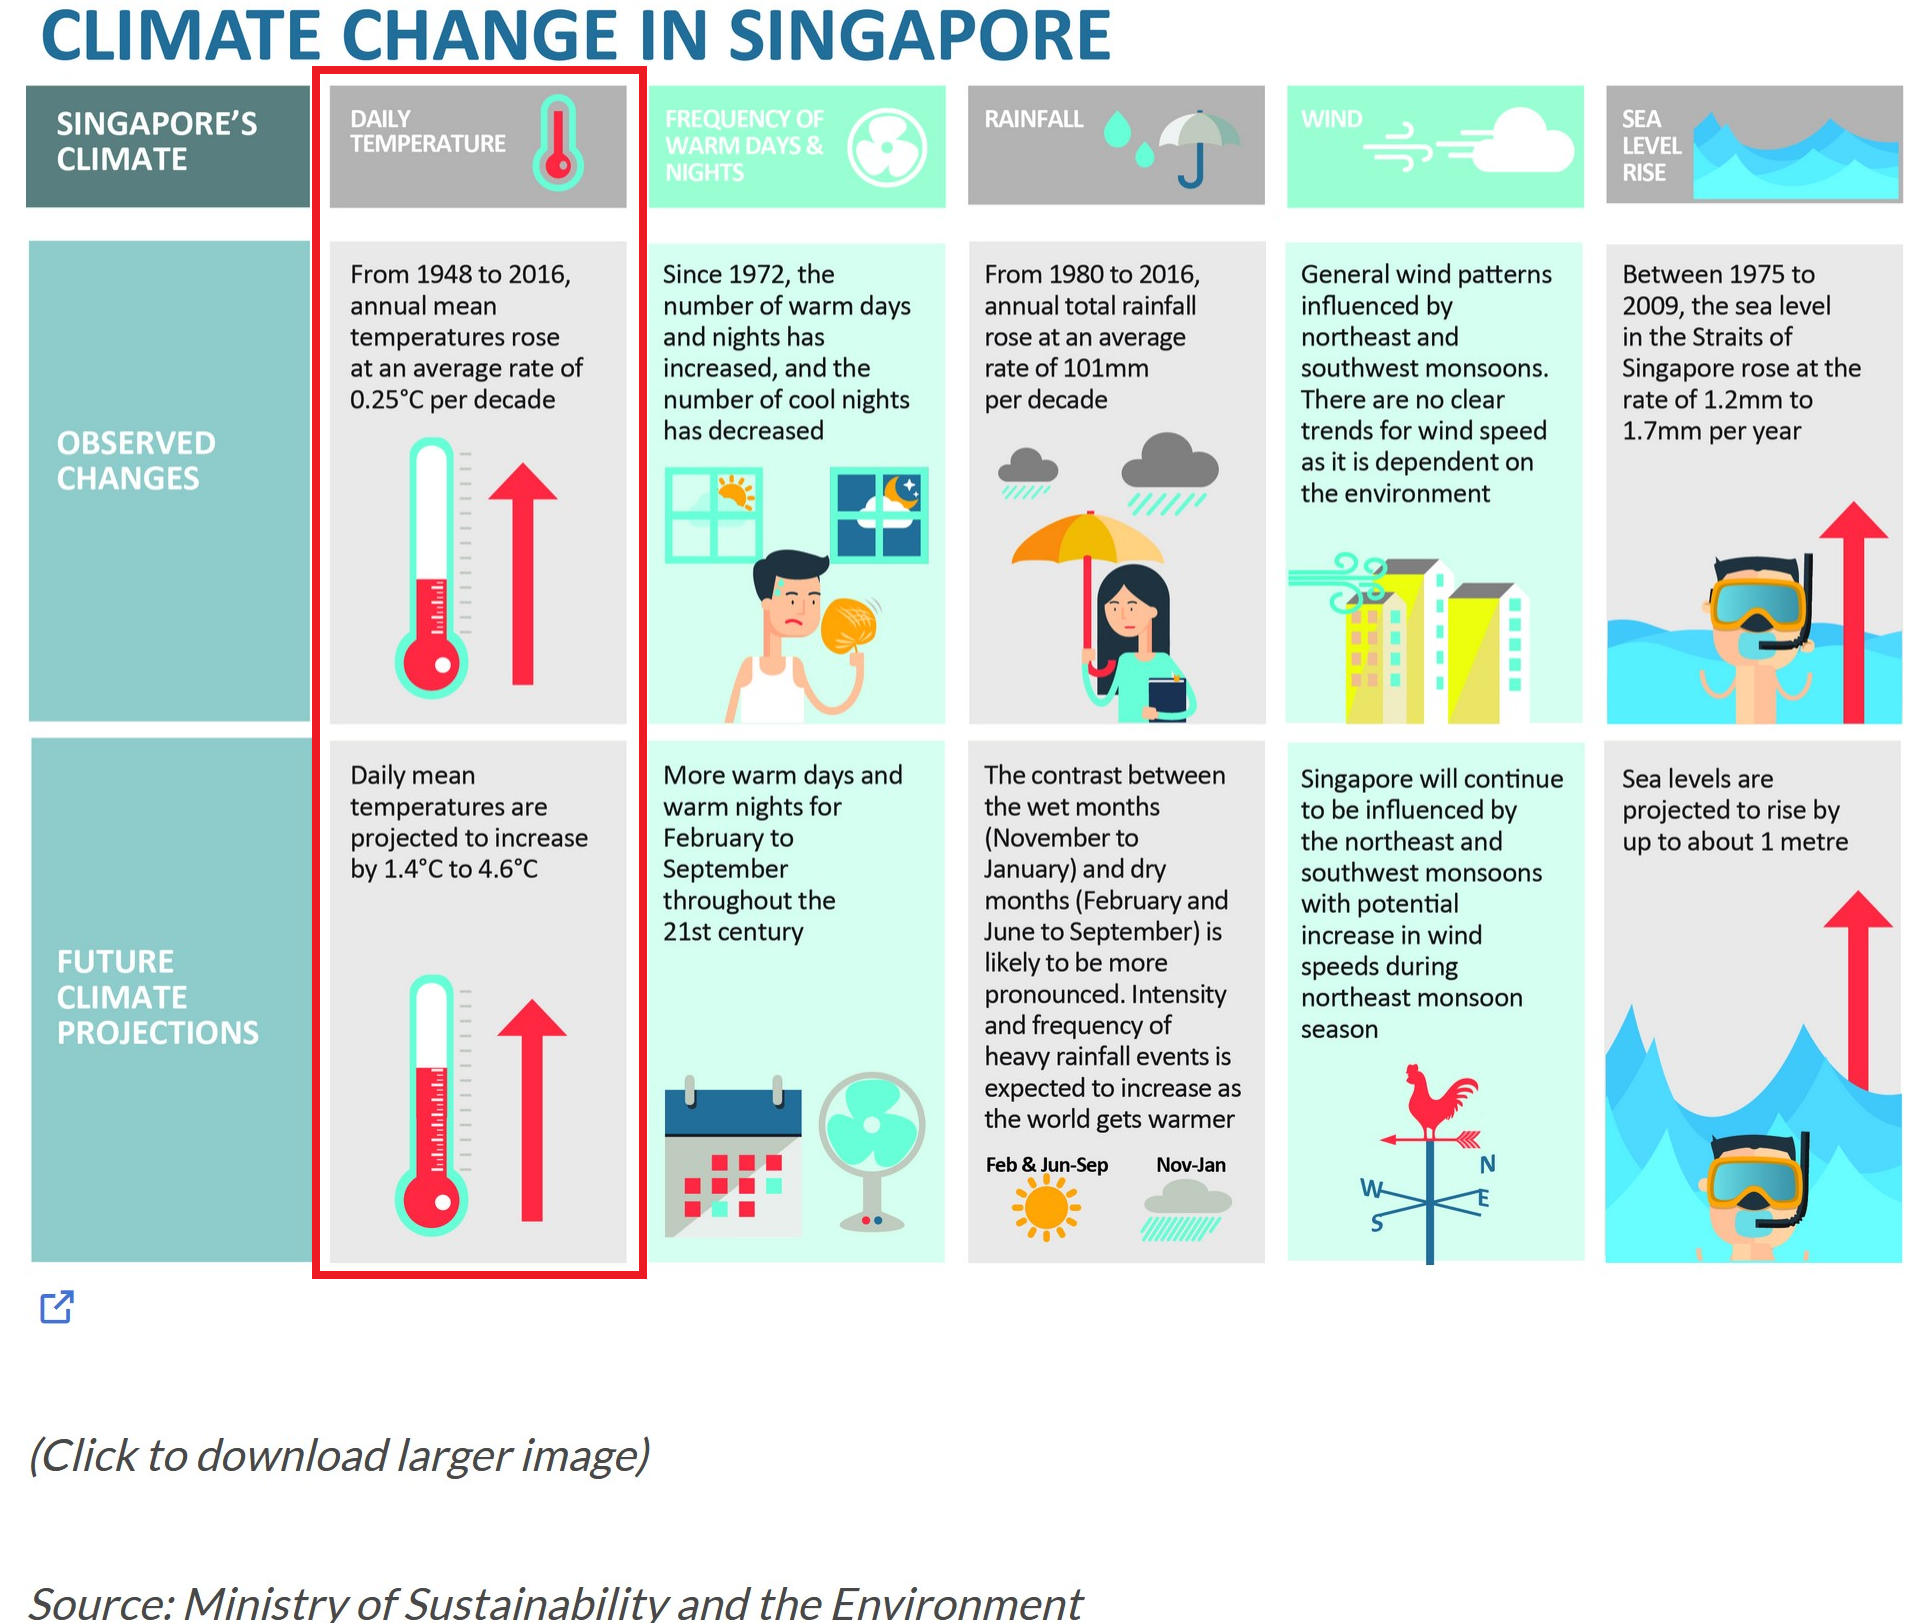 CLIMATE CHANGE IN SINGAPORE
SINGAPORE'S
CLIMATE
DAILY
TEMPERATURE
FREQUENCY OF
WARM DAYS &
NIGHTS
RAINFALL
WIND
SEA
LEVEL
RISE
OBSERVED
CHANGES
From 1948 to 2016,
annual mean
temperatures rose
at an average rate of
0.25°C per decade
Since 1972, the
number of warm days
and nights has
increased, and the
number of cool nights
has decreased
From 1980 to 2016,
annual total rainfall
rose at an average
rate of 101mm
per decade
General wind patterns
influenced by
northeast and
southwest monsoons.
There are no clear
trends for wind speed
as it is dependent on
the environment
Between 1975 to
2009, the sea level
in the Straits of
Singapore rose at the
rate of 1.2mm to
1.7mm per year
FUTURE
CLIMATE
PROJECTIONS
Daily mean
temperatures are
projected to increase
by 1.4°C to 4.6°C
More warm days and
warm nights for
February to
September
throughout the
21st century
The contrast between
the wet months
(November to
January) and dry
months (February and
June to September) is
likely to be more
pronounced. Intensity
and frequency of
heavy rainfall events is
expected to increase as
the world gets warmer
Feb & Jun-Sep
Nov-Jan
Singapore will continue
to be influenced by
the northeast and
southwest monsoons
with potential
increase in wind
speeds during
northeast monsoon
season
N
W
E
S
Sea levels are
projected to rise by
up to about 1 metre
(Click to download larger image)
Source: Ministry of Sustainability and the Environment